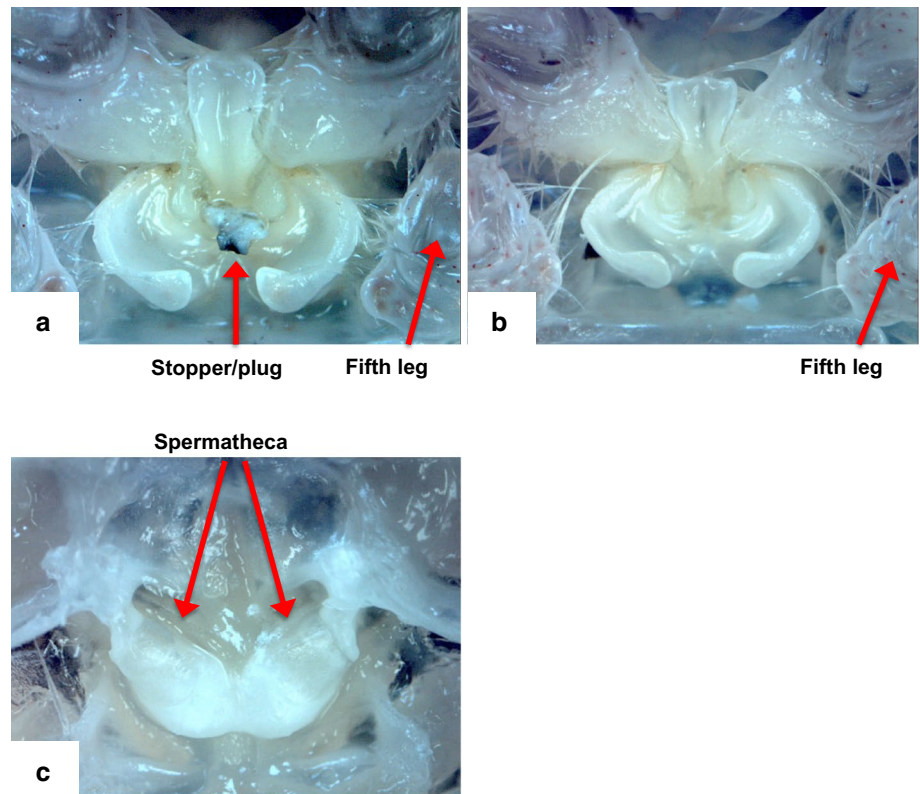 a
b
Stopper/plug
Fifth leg
Fifth leg
Spermatheca
c